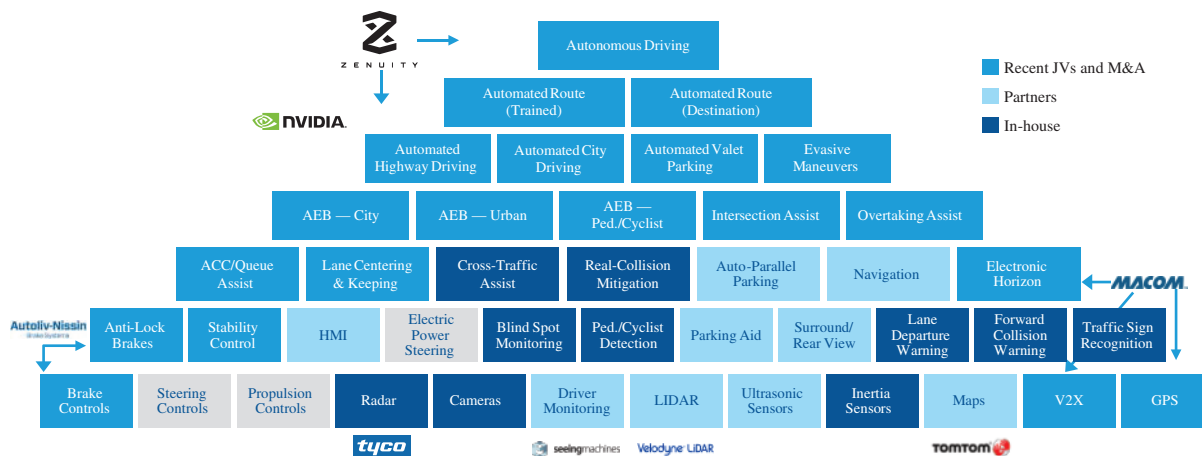 ZENUITY
Autonomous Driving
Recent JVs and M&A
Partners
In-house
NVIDIA.
Automated Route
(Trained)
Automated Route
(Destination)
Automated
Highway Driving
Automated City
Driving
Automated Valet
Parking
Evasive
Maneuvers
AEB — City
AEB — Urban
AEB —
Ped./Cyclist
Intersection Assist
Overtaking Assist
ACC/Queue
Assist
Lane Centering
& Keeping
Cross-Traffic
Assist
Real-Collision
Mitigation
Auto-Parallel
Parking
Navigation
Electronic
Horizon
MACOM
Autoliv-Nissin
Brake Systems
Anti-Lock
Brakes
Stability
Control
HMI
Electric
Power
Steering
Blind Spot
Monitoring
Ped./Cyclist
Detection
Parking Aid
Surround/
Rear View
Lane
Departure
Warning
Forward
Collision
Warning
Traffic Sign
Recognition
Brake
Controls
Steering
Controls
Propulsion
Controls
Radar
Cameras
Driver
Monitoring
LIDAR
Ultrasonic
Sensors
Inertia
Sensors
Maps
V2X
GPS
tyco
seeingmachines
Velodyne LiDAR
TOMTOM